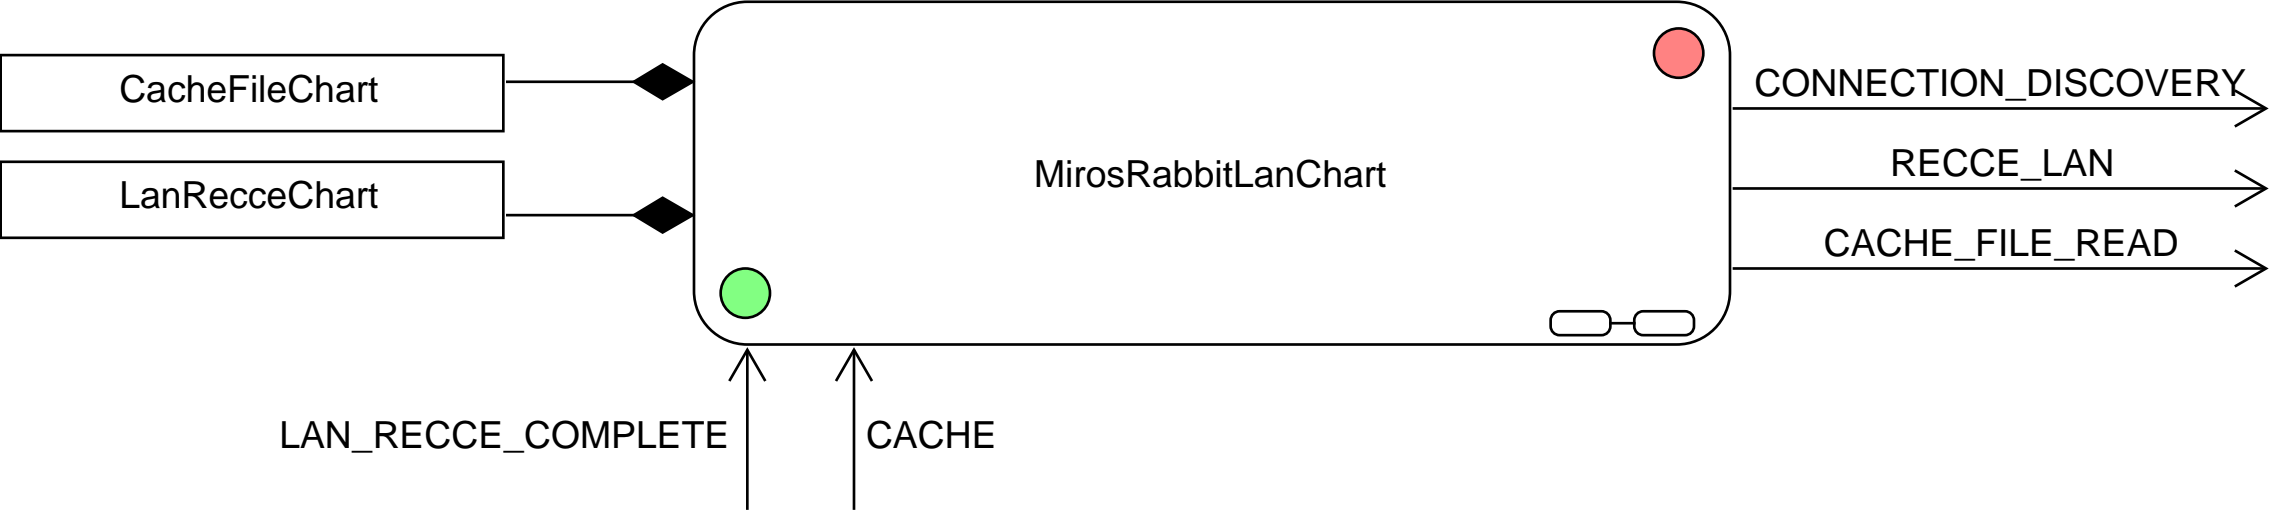 CacheFileChart
LanRecceChart
MirosRabbitLanChart
CONNECTION_DISCOVERY
RECCE_LAN
CACHE_FILE_READ
LAN_RECCE_COMPLETE
CACHE